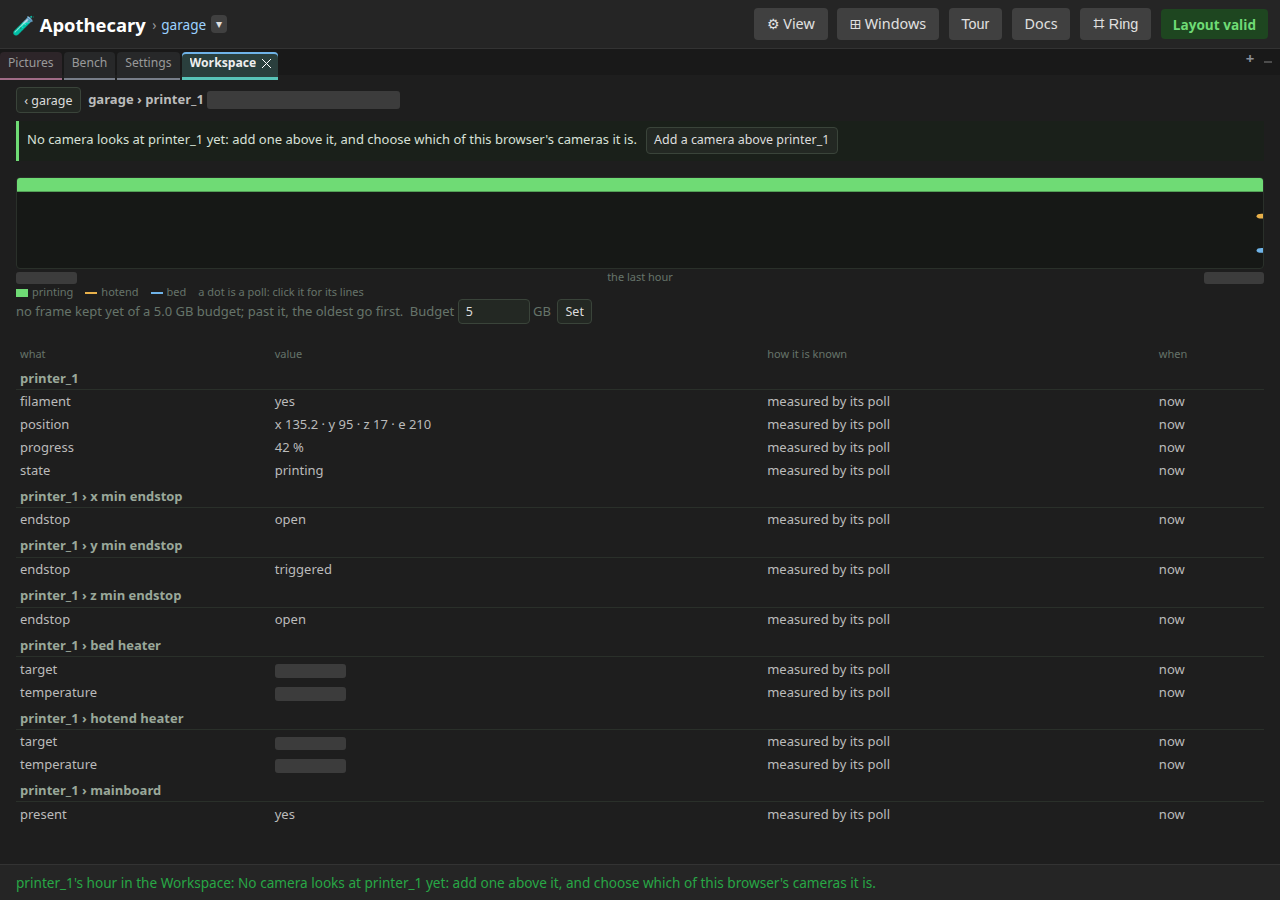 Apothecary › garage ▾ View Windows Tour Docs Ring Layout valid
Pictures Bench Settings Workspace
‹ garage garage › printer_1
No camera looks at printer_1 yet: add one above it, and choose which of this browser's cameras it is. Add a camera above printer_1
the last hour
printing hotend bed a dot is a poll: click it for its lines
no frame kept yet of a 5.0 GB budget; past it, the oldest go first. Budget 5 GB Set
what value how it is known when
printer_1
filament yes measured by its poll now
position x 135.2 · y 95 · z 17 · e 210 measured by its poll now
progress 42 % measured by its poll now
state printing measured by its poll now
printer_1 › x min endstop
endstop open measured by its poll now
printer_1 › y min endstop
endstop triggered measured by its poll now
printer_1 › z min endstop
endstop open measured by its poll now
printer_1 › bed heater
target measured by its poll now
temperature measured by its poll now
printer_1 › hotend heater
target measured by its poll now
temperature measured by its poll now
printer_1 › mainboard
present yes measured by its poll now
printer_1's hour in the Workspace: No camera looks at printer_1 yet: add one above it, and choose which of this browser's cameras it is.